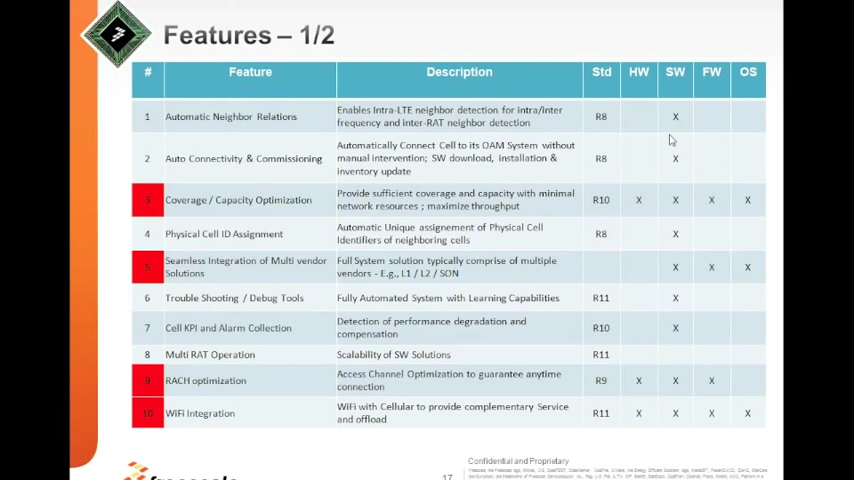 Features – 1/2
# Feature Description Std HW SW FW OS
1 Automatic Neighbor Relations Enables Intra-LTE neighbor detection for intra/inter frequency and inter-RAT neighbor detection R8 X
2 Auto Connectivity & Commissioning Automatically Connect Cell to its OAM System without manual intervention; SW download, installation & inventory update R8 X
3 Coverage / Capacity Optimization Provide sufficient coverage and capacity with minimal network resources ; maximize throughput R10 X X X X
4 Physical Cell ID Assignment Automatic Unique assignement of Physical Cell Identifiers of neighboring cells R8 X
5 Seamless Integration of Multi vendor Solutions Full System solution typically comprise of multiple vendors - E.g., L1 / L2 / SON X X X
6 Trouble Shooting / Debug Tools Fully Automated System with Learning Capabilities R11 X
7 Cell KPI and Alarm Collection Detection of performance degradation and compensation R10 X
8 Multi RAT Operation Scalability of SW Solutions R11
9 RACH optimization Access Channel Optimization to guarantee anytime connection R9 X X X
10 WiFi Integration WiFi with Cellular to provide complementary Service and offload R11 X X X X
Confidential and Proprietary
17